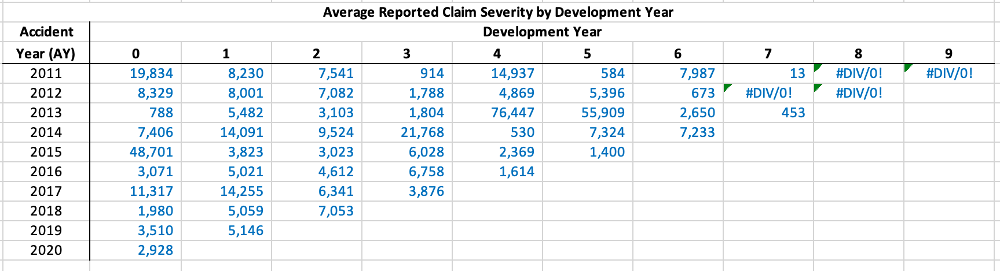 Average Reported Claim Severity by Development Year
Accident Development Year
Year (AY) 0 1 2 3 4 5 6 7 8 9
2011 19,834 8,230 7,541 914 14,937 584 7,987 13 #DIV/0! #DIV/0!
2012 8,329 8,001 7,082 1,788 4,869 5,396 673 #DIV/0! #DIV/0!
2013 788 5,482 3,103 1,804 76,447 55,909 2,650 453
2014 7,406 14,091 9,524 21,768 530 7,324 7,233
2015 48,701 3,823 3,023 6,028 2,369 1,400
2016 3,071 5,021 4,612 6,758 1,614
2017 11,317 14,255 6,341 3,876
2018 1,980 5,059 7,053
2019 3,510 5,146
2020 2,928